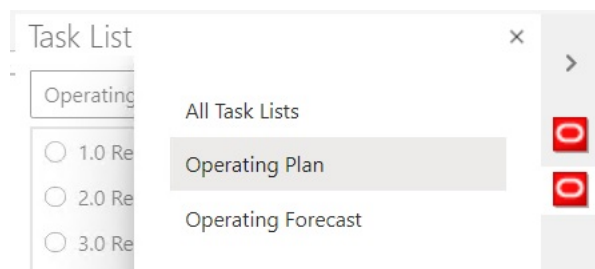 Task List
Operating
All Task Lists
1.0 Re
Operating Plan
2.0 Re
Operating Forecast
3.0 Re